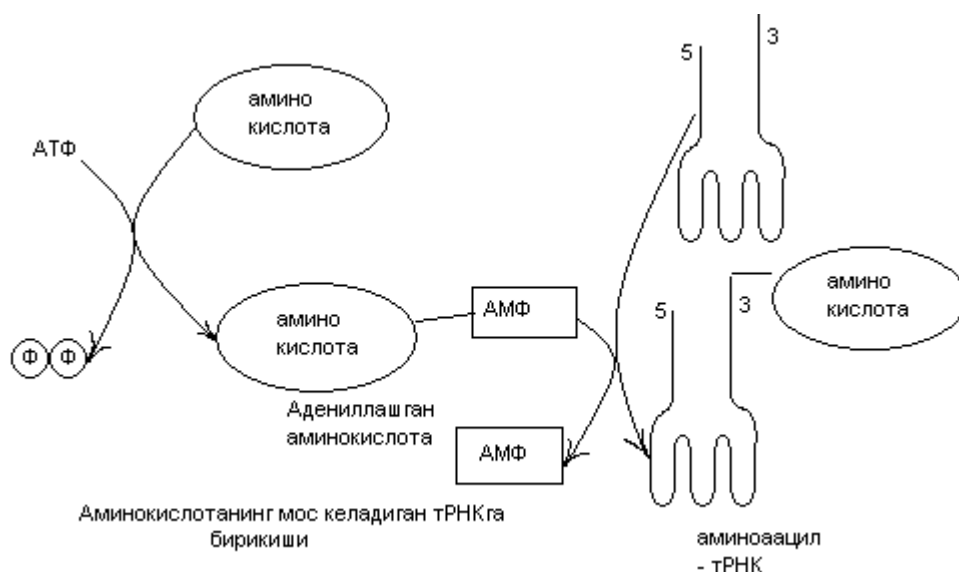 амино
кислота
АТФ
5
3
Ф Ф
амино
кислота
АМФ
5
3
амино
кислота
Адениллашган
аминокислота
АМФ
Аминокислотанинг мос келадиган тРНКга
бирикиши
аминоаацил
- тРНК